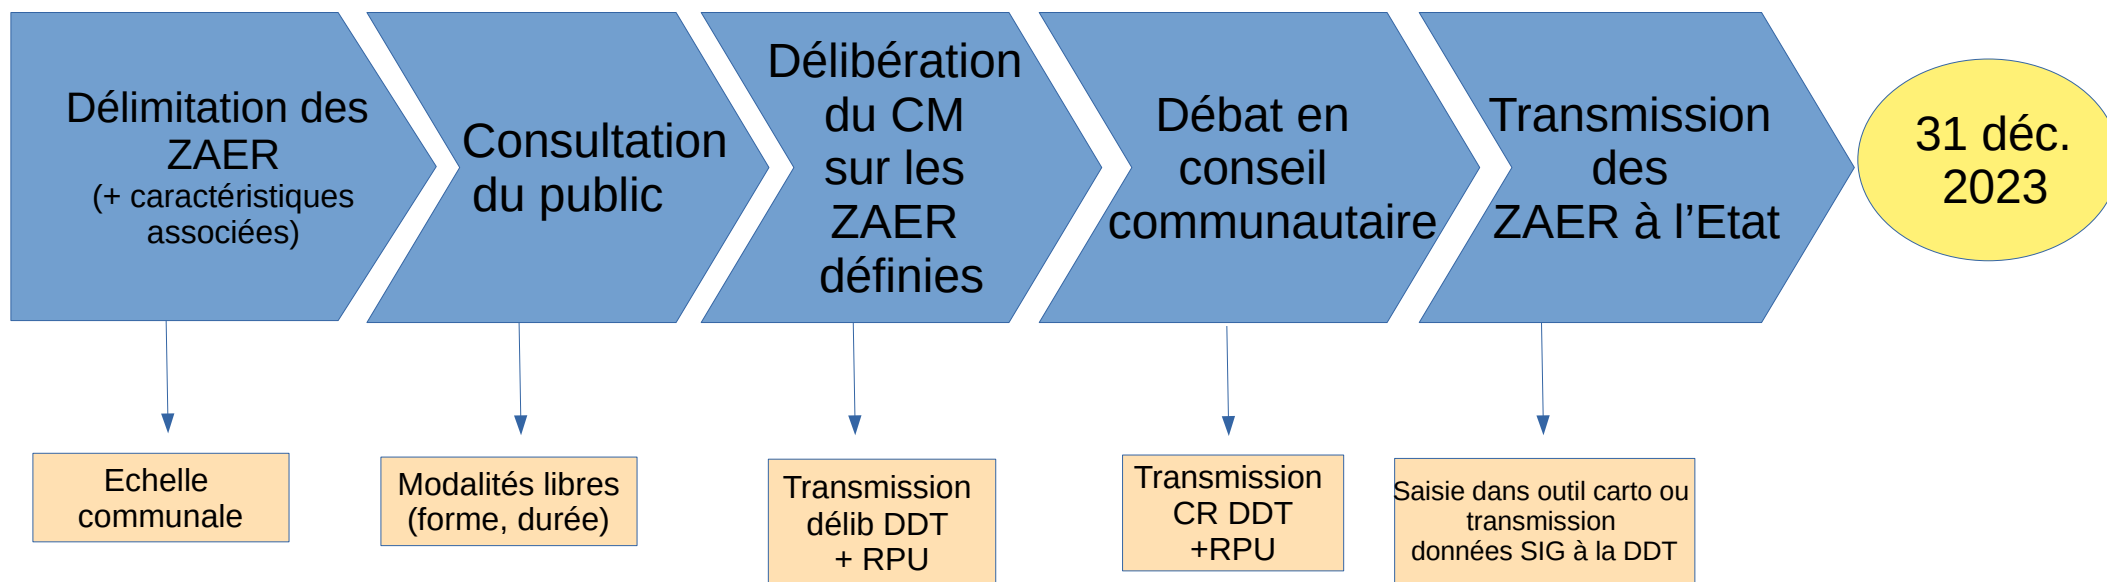 Délimitation des
ZAER
(+ caractéristiques
associées)
Consultation
du public
Délibération
du CM
sur les
ZAER
définies
Débat en
conseil
communautaire
Transmission
des
ZAER à l’Etat
31 déc.
2023
Echelle
communale
Modalités libres
(forme, durée)
Transmission
délib DDT
+ RPU
Transmission
CR DDT
+RPU
Saisie dans outil carto ou
transmission
données SIG à la DDT